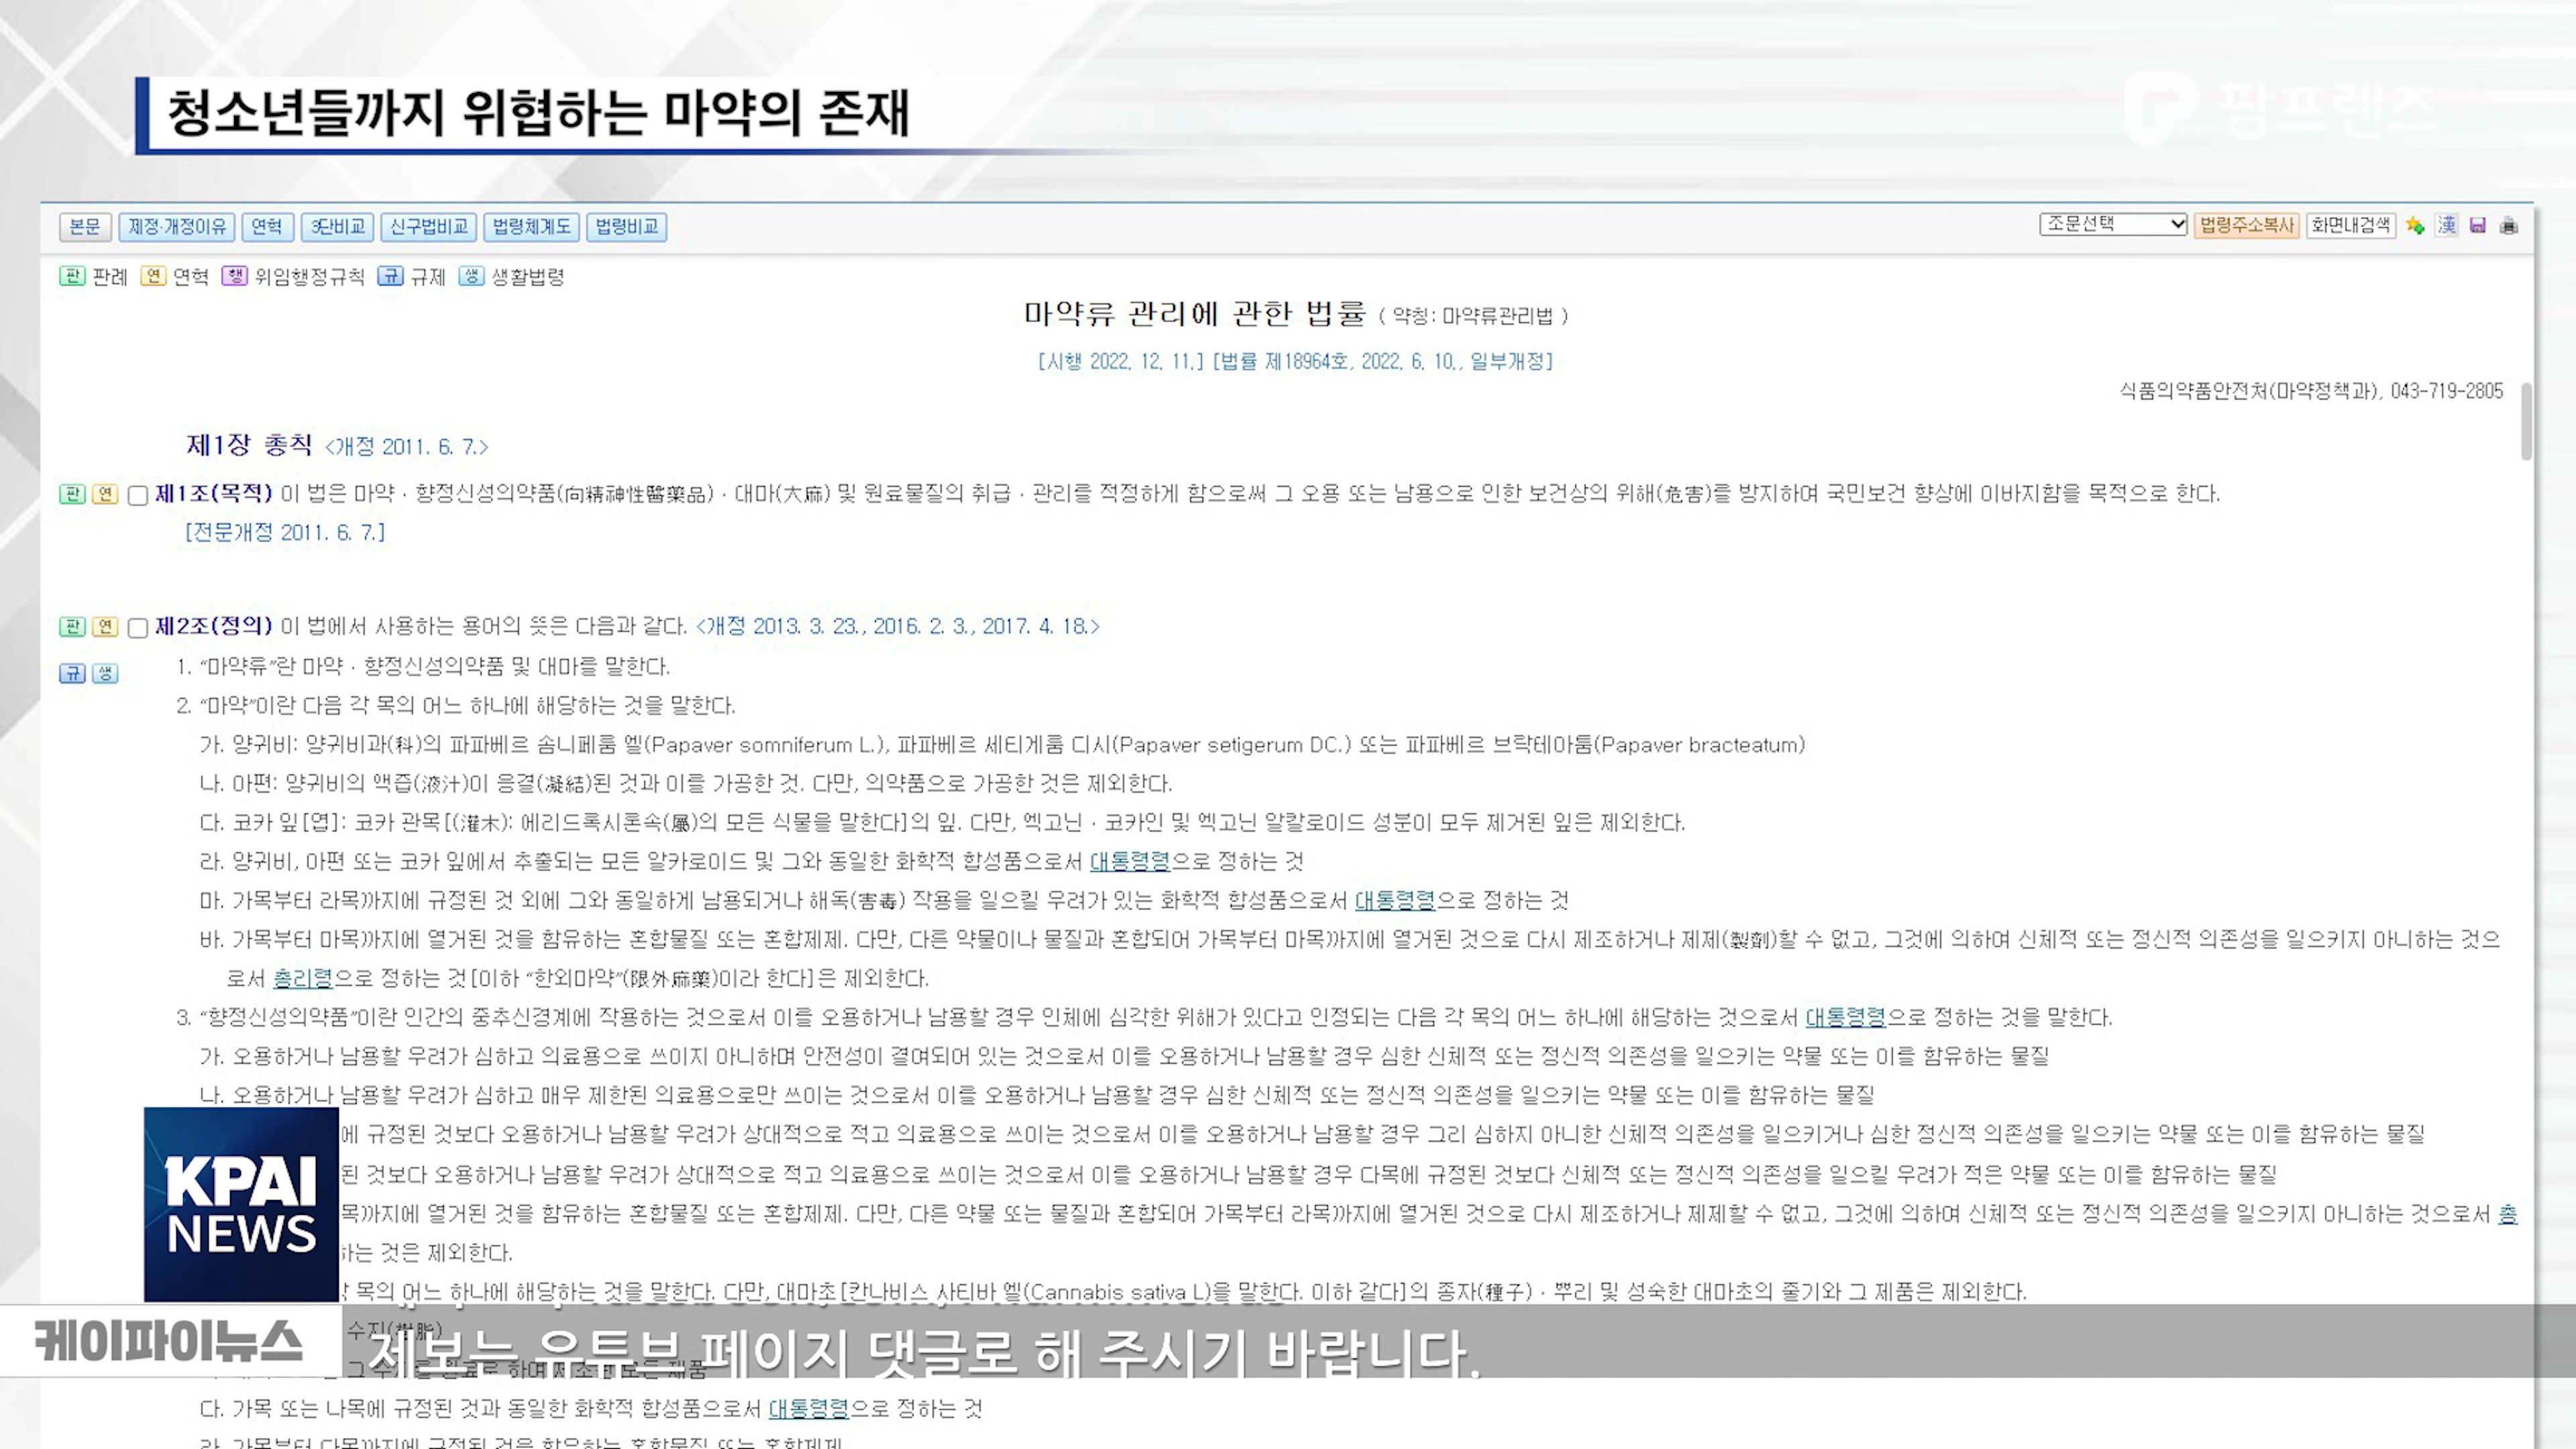 청소년들까지 위협하는 마약의 존재
팜프렌즈
본문 제정·개정이유 연혁 3단비교 신구법비교 법령체계도 법령비교
조문선택 법령주소복사 화면내검색 漢
판 판례 연 연혁 행 위임행정규칙 규 규제 생 생활법령
마약류 관리에 관한 법률 ( 약칭: 마약류관리법 )
[시행 2022. 12. 11.] [법률 제18964호, 2022. 6. 10., 일부개정]
식품의약품안전처(마약정책과), 043-719-2805
제1장 총칙 <개정 2011. 6. 7.>
판 연 제1조(목적) 이 법은 마약ㆍ향정신성의약품(向精神性醫藥品)ㆍ대마(大麻) 및 원료물질의 취급ㆍ관리를 적정하게 함으로써 그 오용 또는 남용으로 인한 보건상의 위해(危害)를 방지하여 국민보건 향상에 이바지함을 목적으로 한다.
[전문개정 2011. 6. 7.]
판 연 제2조(정의) 이 법에서 사용하는 용어의 뜻은 다음과 같다. <개정 2013. 3. 23., 2016. 2. 3., 2017. 4. 18.>
규 생 1. “마약류”란 마약ㆍ향정신성의약품 및 대마를 말한다.
2. “마약”이란 다음 각 목의 어느 하나에 해당하는 것을 말한다.
가. 양귀비: 양귀비과(科)의 파파베르 솜니페룸 엘(Papaver somniferum L.), 파파베르 세티게룸 디시(Papaver setigerum DC.) 또는 파파베르 브락테아툼(Papaver bracteatum)
나. 아편: 양귀비의 액즙(液汁)이 응결(凝結)된 것과 이를 가공한 것. 다만, 의약품으로 가공한 것은 제외한다.
다. 코카 잎[엽]: 코카 관목[(灌木): 에리드록시론속(屬)의 모든 식물을 말한다]의 잎. 다만, 엑고닌ㆍ코카인 및 엑고닌 알칼로이드 성분이 모두 제거된 잎은 제외한다.
라. 양귀비, 아편 또는 코카 잎에서 추출되는 모든 알카로이드 및 그와 동일한 화학적 합성품으로서 대통령령으로 정하는 것
마. 가목부터 라목까지에 규정된 것 외에 그와 동일하게 남용되거나 해독(害毒) 작용을 일으킬 우려가 있는 화학적 합성품으로서 대통령령으로 정하는 것
바. 가목부터 마목까지에 열거된 것을 함유하는 혼합물질 또는 혼합제제. 다만, 다른 약물이나 물질과 혼합되어 가목부터 마목까지에 열거된 것으로 다시 제조하거나 제제(製劑)할 수 없고, 그것에 의하여 신체적 또는 정신적 의존성을 일으키지 아니하는 것으
로서 총리령으로 정하는 것[이하 “한외마약”(限外麻藥)이라 한다]은 제외한다.
3. “향정신성의약품”이란 인간의 중추신경계에 작용하는 것으로서 이를 오용하거나 남용할 경우 인체에 심각한 위해가 있다고 인정되는 다음 각 목의 어느 하나에 해당하는 것으로서 대통령령으로 정하는 것을 말한다.
가. 오용하거나 남용할 우려가 심하고 의료용으로 쓰이지 아니하며 안전성이 결여되어 있는 것으로서 이를 오용하거나 남용할 경우 심한 신체적 또는 정신적 의존성을 일으키는 약물 또는 이를 함유하는 물질
나. 오용하거나 남용할 우려가 심하고 매우 제한된 의료용으로만 쓰이는 것으로서 이를 오용하거나 남용할 경우 심한 신체적 또는 정신적 의존성을 일으키는 약물 또는 이를 함유하는 물질
에 규정된 것보다 오용하거나 남용할 우려가 상대적으로 적고 의료용으로 쓰이는 것으로서 이를 오용하거나 남용할 경우 그리 심하지 아니한 신체적 의존성을 일으키거나 심한 정신적 의존성을 일으키는 약물 또는 이를 함유하는 물질
된 것보다 오용하거나 남용할 우려가 상대적으로 적고 의료용으로 쓰이는 것으로서 이를 오용하거나 남용할 경우 다목에 규정된 것보다 신체적 또는 정신적 의존성을 일으킬 우려가 적은 약물 또는 이를 함유하는 물질
목까지에 열거된 것을 함유하는 혼합물질 또는 혼합제제. 다만, 다른 약물 또는 물질과 혼합되어 가목부터 라목까지에 열거된 것으로 다시 제조하거나 제제할 수 없고, 그것에 의하여 신체적 또는 정신적 의존성을 일으키지 아니하는 것으로서 총
하는 것은 제외한다.
목의 어느 하나에 해당하는 것을 말한다. 다만, 대마초[칸나비스 사티바 엘(Cannabis sativa L)을 말한다. 이하 같다]의 종자(種子)ㆍ뿌리 및 성숙한 대마초의 줄기와 그 제품은 제외한다.
KPAI
NEWS
케이파이뉴스
수지(樹脂)
제보는 유투브 페이지 댓글로 해 주시기 바랍니다.
다. 가목 또는 나목에 규정된 것과 동일한 화학적 합성품으로서 대통령령으로 정하는 것
라. 가목부터 다목까지에 규정된 것을 함유하는 혼합물질 또는 혼합제제